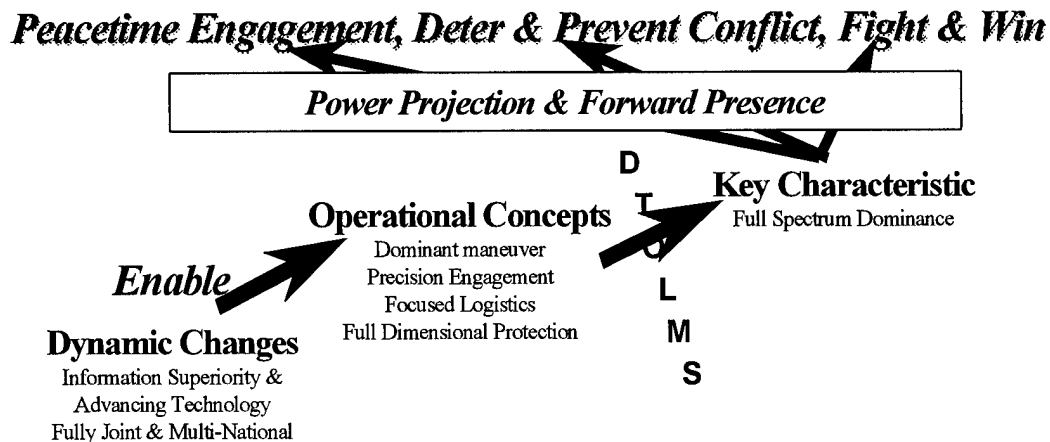 Peacetime Engagement, Deter & Prevent Conflict, Fight & Win
Power Projection & Forward Presence
D
T
O
L
M
S
Key Characteristic
Full Spectrum Dominance
Operational Concepts
Dominant maneuver
Precision Engagement
Focused Logistics
Full Dimensional Protection
Enable
Dynamic Changes
Information Superiority &
Advancing Technology
Fully Joint & Multi-National